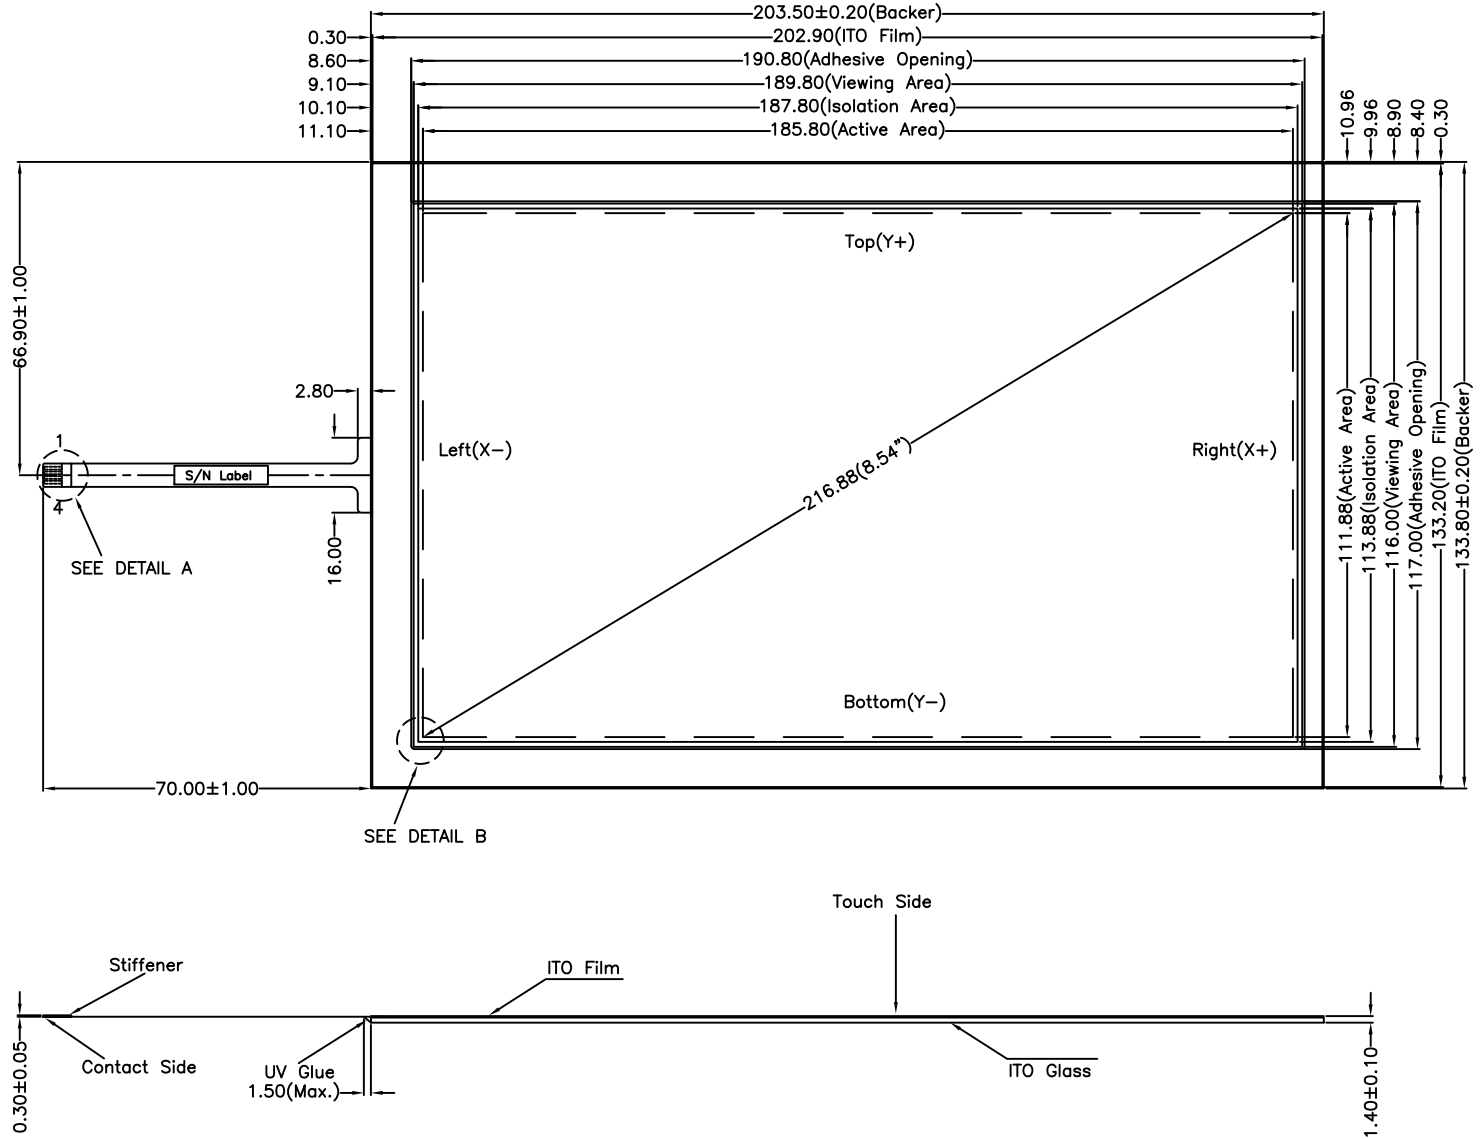 203.50±0.20(Backer)
0.30
202.90(ITO Film)
8.60
190.80(Adhesive Opening)
9.10
189.80(Viewing Area)
10.10
187.80(Isolation Area)
11.10
185.80(Active Area)
10.96
9.96
8.90
8.40
0.30
66.90±1.00
Top(Y+)
2.80
1
Left(X-)
Right(X+)
216.88(8.54")
S/N Label
4
16.00
SEE DETAIL A
111.88(Active Area)
113.88(Isolation Area)
116.00(Viewing Area)
117.00(Adhesive Opening)
133.20(ITO Film)
133.80±0.20(Backer)
Bottom(Y-)
70.00±1.00
SEE DETAIL B
Touch Side
Stiffener
ITO Film
0.30±0.05
Contact Side
UV Glue
1.50(Max.)
ITO Glass
1.40±0.10